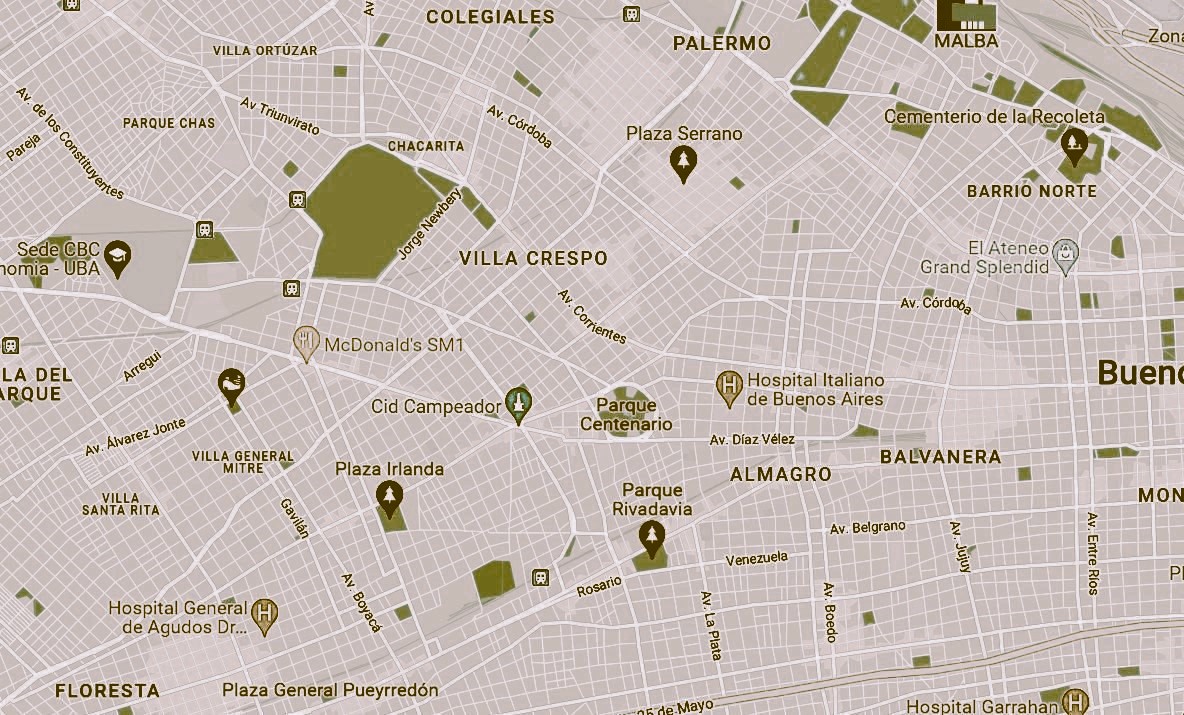 COLEGIALES
PALERMO
MALBA
Zona
VILLA ORTÚZAR
Av
Av. de los Constituyentes
Pareja
PARQUE CHAS
Av Triunvirato
CHACARITA
Av. Córdoba
Plaza Serrano
Cementerio de la Recoleta
BARRIO NORTE
Jorge Newbery
Sede CBC
nomía - UBA
VILLA CRESPO
El Ateneo
Grand Splendid
Av. Corrientes
Av. Córdoba
McDonald's SM1
Arregui
LA DEL
ARQUE
Bueno
Hospital Italiano
de Buenos Aires
Cid Campeador
Parque
Centenario
Av. Álvarez Jonte
Av. Díaz Vélez
VILLA GENERAL
MITRE
Plaza Irlanda
ALMAGRO
BALVANERA
VILLA
SANTA RITA
Parque
Rivadavia
MON
Gavilán
Av. Belgrano
Av. Jujuy
Av. Entre Ríos
Venezuela
Pl
Rosario
Av. Boyacá
Av. La Plata
Av. Boedo
Hospital General
de Agudos Dr...
FLORESTA
Plaza General Pueyrredón
25 de Mayo
Hospital Garrahan